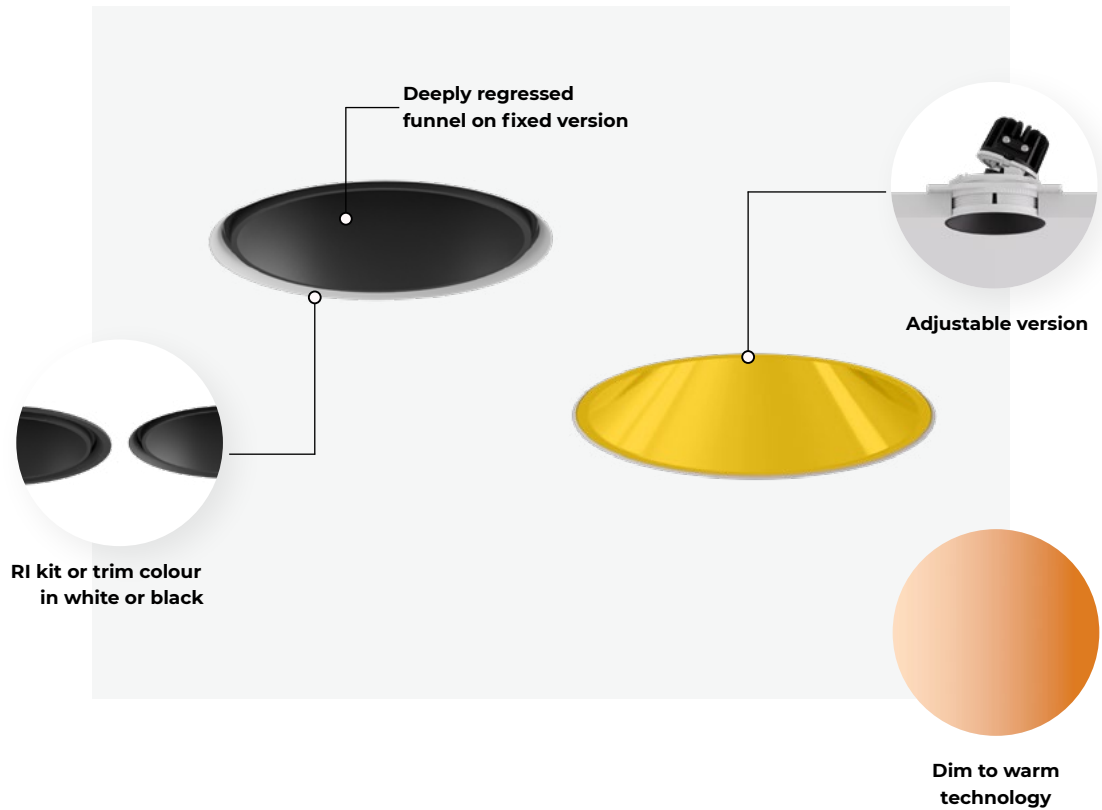 Deeply regressed
funnel on fixed version
Adjustable version
RI kit or trim colour
in white or black
Dim to warm
technology